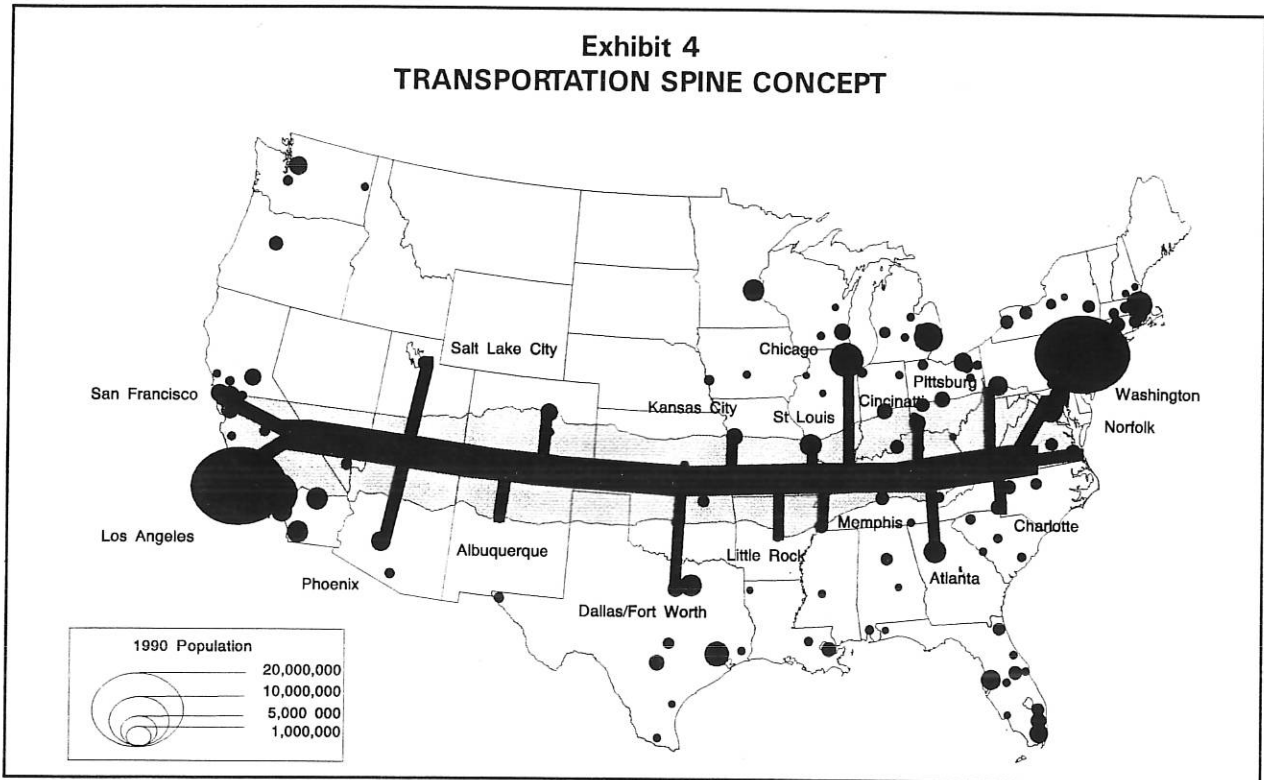 Exhibit 4
TRANSPORTATION SPINE CONCEPT
Salt Lake City
Chicago
San Francisco
Kansas City
St Louis
Cincinatti
PIttsburg
Washington
Norfolk
Los Angeles
Phoenix
Albuquerque
Dallas/Fort Worth
Little Rock
Memphis
Atlanta
Charlotte
1990 Population
20,000,000
10,000,000
5,000 000
1,000,000